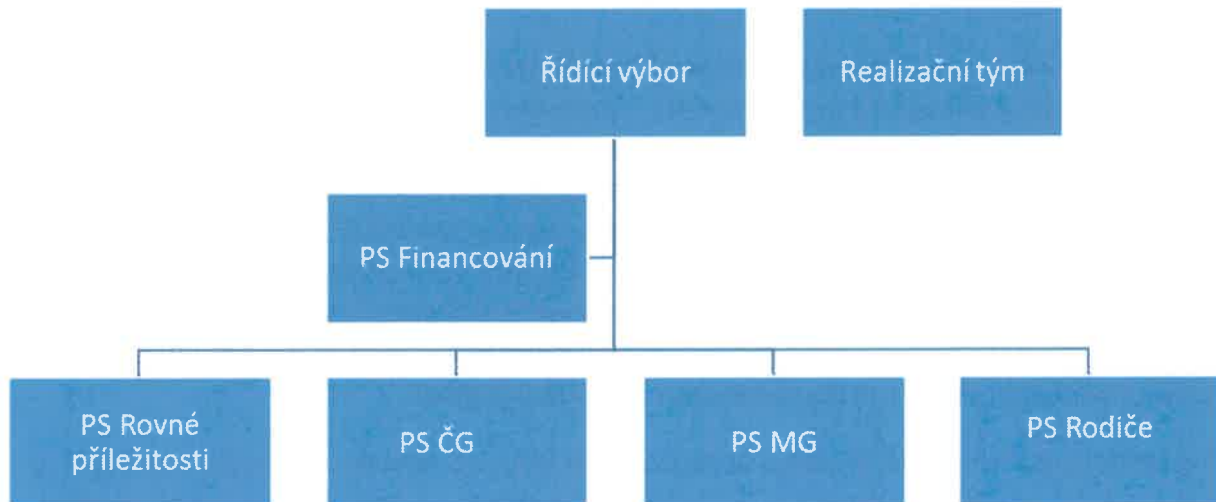 Řídící výbor
Realizační tým
PS Financování
PS Rovné
příležitosti
PS ČG
PS MG
PS Rodiče